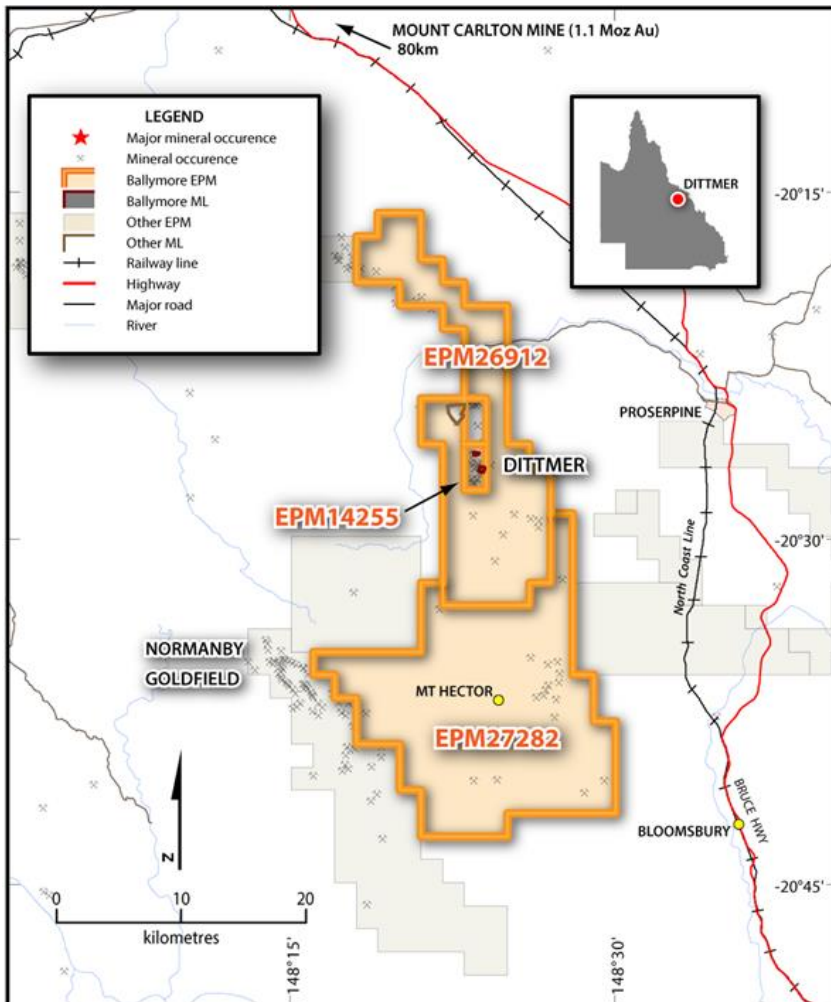 MOUNT CARLTON MINE (1.1 Moz Au)
80km
LEGEND
Major mineral occurence
Mineral occurence
Ballymore EPM
Ballymore ML
Other EPM
Other ML
Railway line
Highway
Major road
River
DITTMER
-20°15'
EPM26912
PROSERPINE
DITTMER
EPM14255
-20°30'
North Coast Line
NORMANBY
GOLDFIELD
MT HECTOR
EPM27282
BRUCE HWY
BLOOMSBURY
N
-20°45'
0 10 20
kilometres
148°15'
148°30'